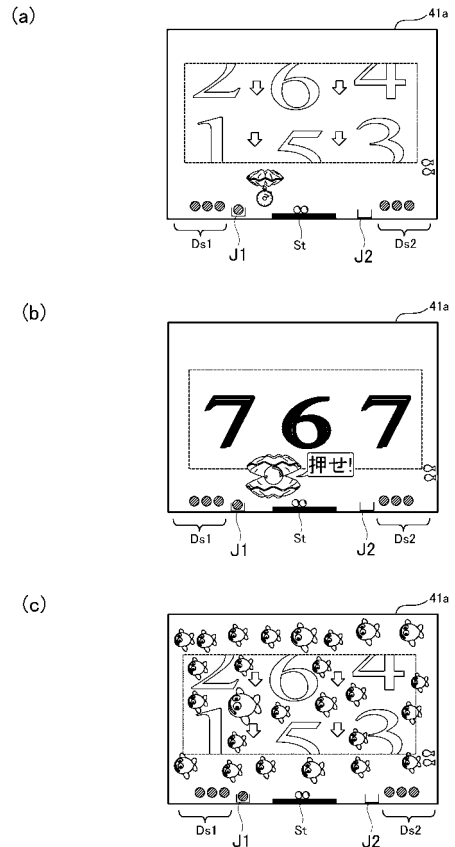 (a)
41a
2 6 4
1 5 3
Ds1 J1 St J2 Ds2
(b)
41a
7 6 7
押せ!
Ds1 J1 St J2 Ds2
(c)
41a
2 6 4
1 5 3
Ds1 J1 St J2 Ds2